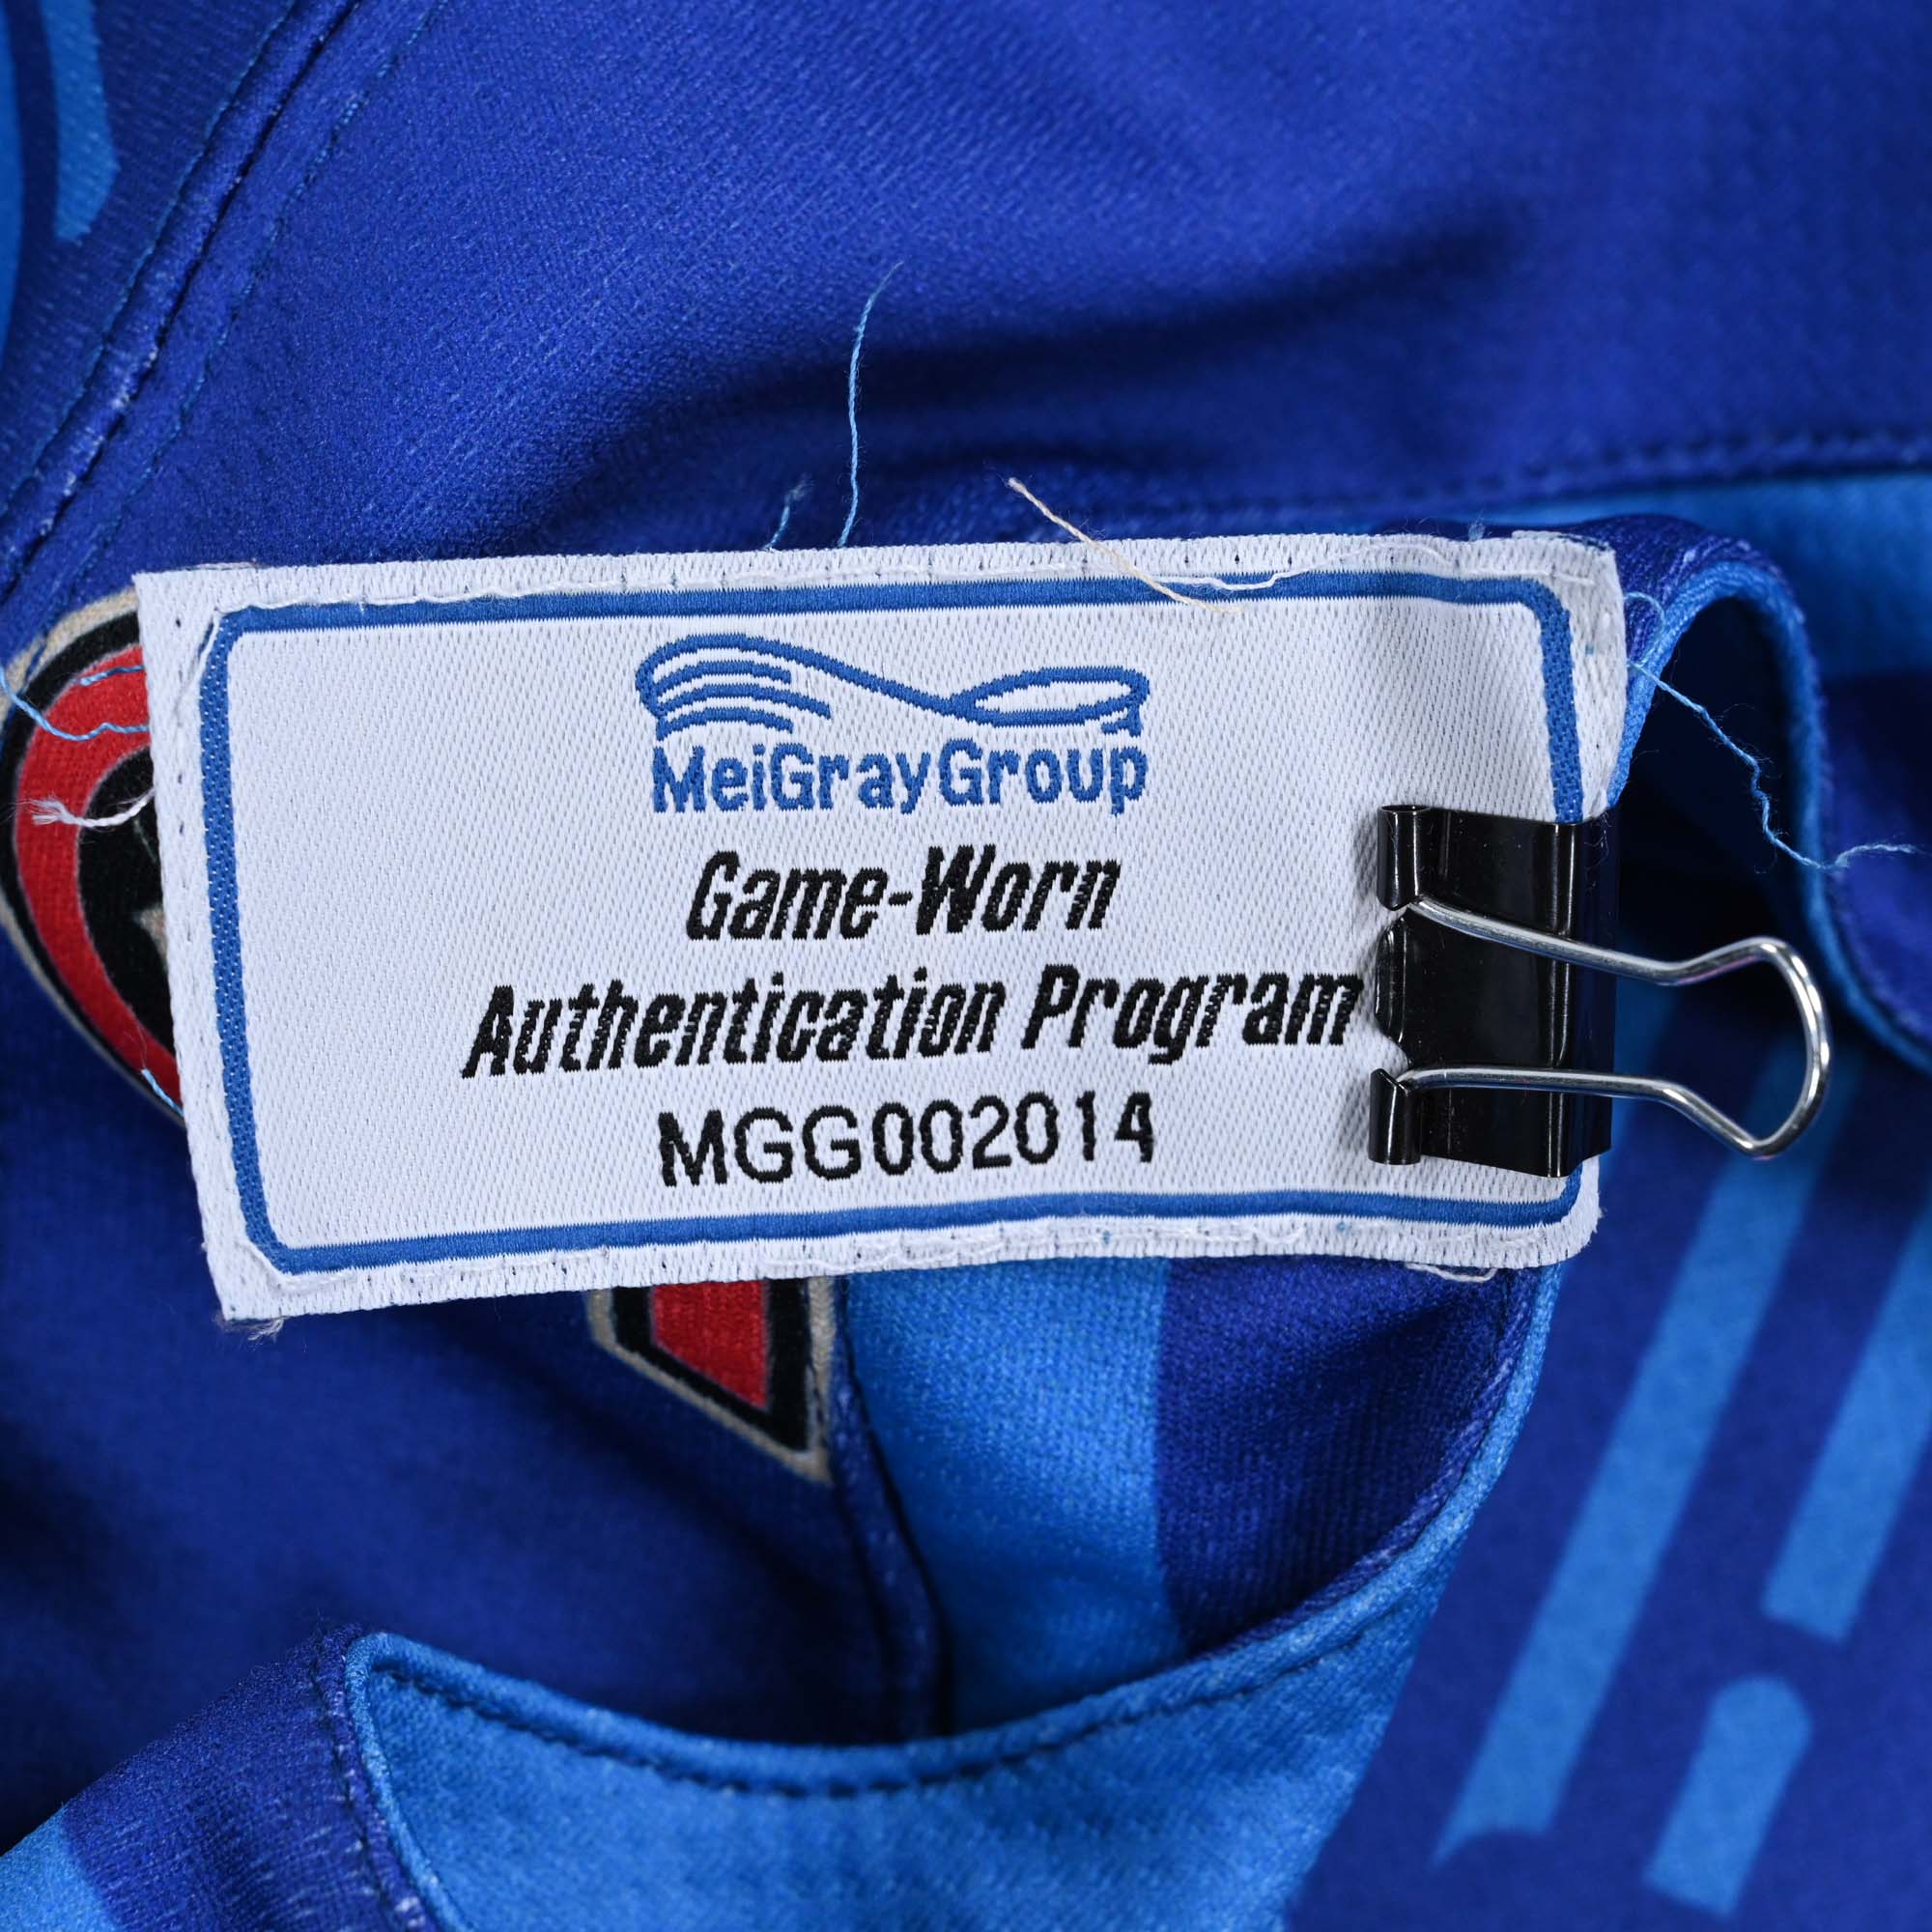 MeiGrayGroup
Game-Worn
Authentication Program
MGG002014